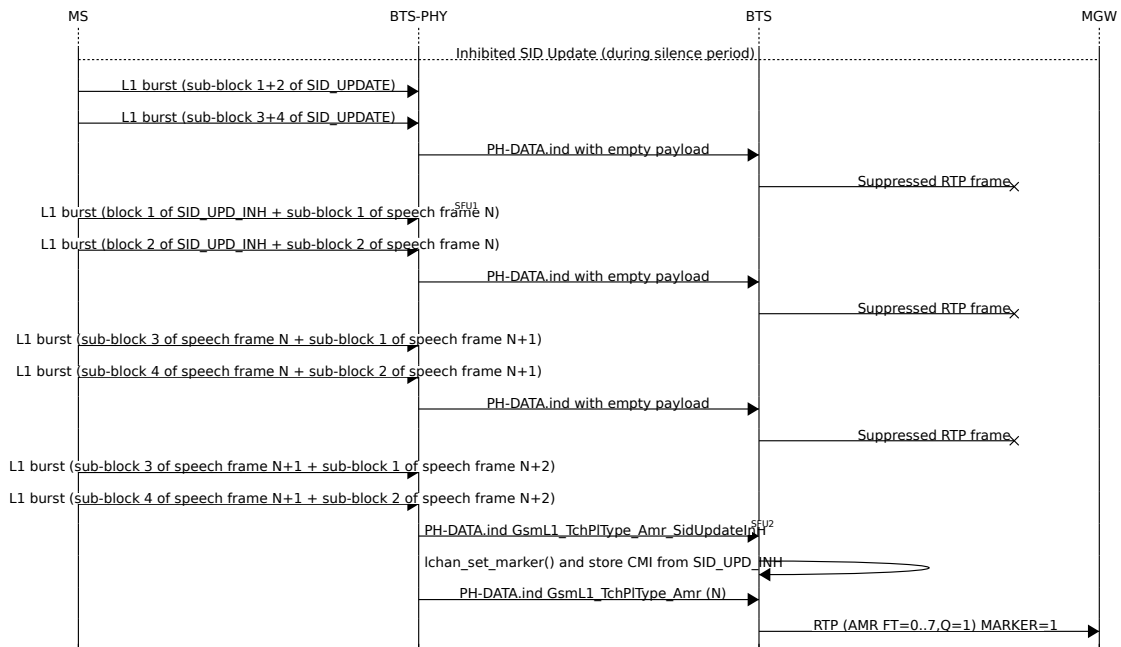 MS BTS-PHY BTS MGW
Inhibited SID Update (during silence period)
L1 burst (sub-block 1+2 of SID_UPDATE)
L1 burst (sub-block 3+4 of SID_UPDATE)
PH-DATA.ind with empty payload
Suppressed RTP frame
SFU1
L1 burst (block 1 of SID_UPD_INH + sub-block 1 of speech frame N)
L1 burst (block 2 of SID_UPD_INH + sub-block 2 of speech frame N)
PH-DATA.ind with empty payload
Suppressed RTP frame
L1 burst (sub-block 3 of speech frame N + sub-block 1 of speech frame N+1)
L1 burst (sub-block 4 of speech frame N + sub-block 2 of speech frame N+1)
PH-DATA.ind with empty payload
Suppressed RTP frame
L1 burst (sub-block 3 of speech frame N+1 + sub-block 1 of speech frame N+2)
L1 burst (sub-block 4 of speech frame N+1 + sub-block 2 of speech frame N+2)
SFU2
PH-DATA.ind GsmL1_TchPlType_Amr_SidUpdateInH
lchan_set_marker() and store CMI from SID_UPD_INH
PH-DATA.ind GsmL1_TchPlType_Amr (N)
RTP (AMR FT=0..7,Q=1) MARKER=1